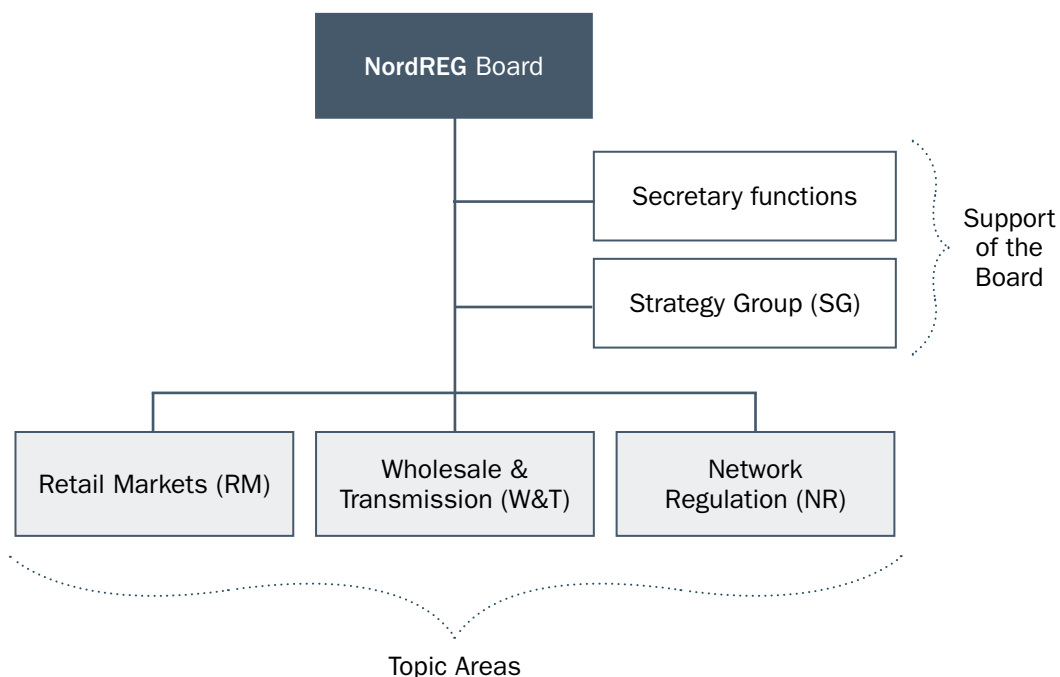 NordREG Board
Secretary functions
Strategy Group (SG)
Support
of the
Board
Retail Markets (RM)
Wholesale &
Transmission (W&T)
Network
Regulation (NR)
Topic Areas